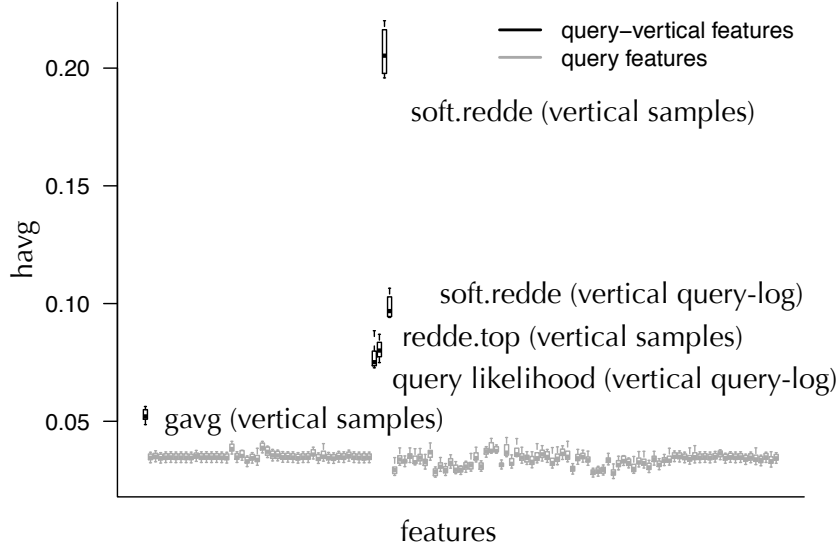 query–vertical features
query features
0.20
soft.redde (vertical samples)
0.15
havg
soft.redde (vertical query-log)
0.10
redde.top (vertical samples)
query likelihood (vertical query-log)
0.05
gavg (vertical samples)
features